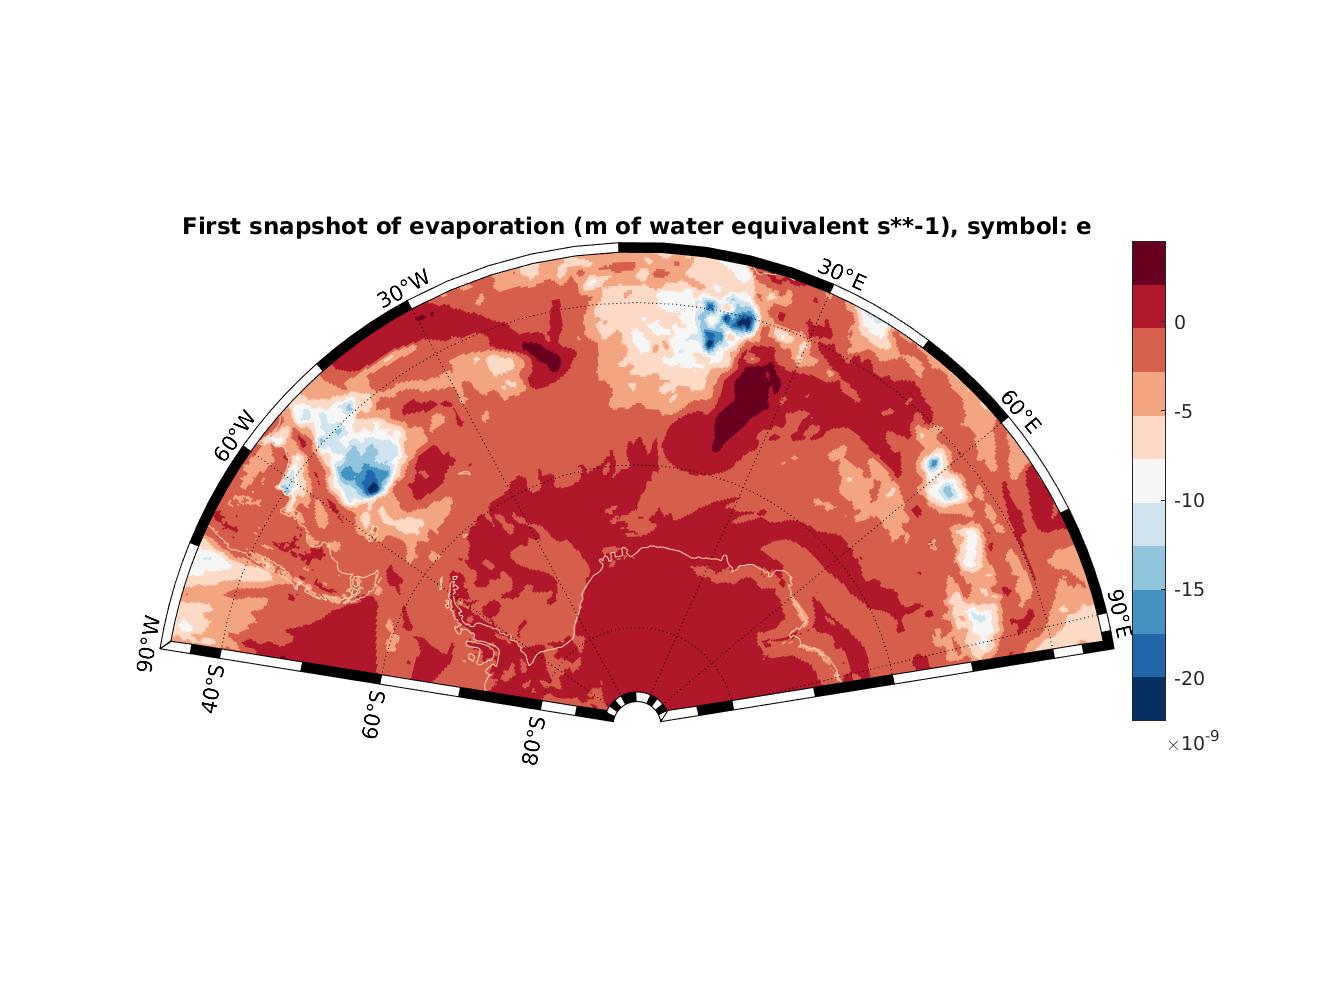 First snapshot of evaporation (m of water equivalent s**-1), symbol: e
30°W
30°E
60°W
60°E
90°W
90°E
40°S
60°S
80°S
0
-5
-10
-15
-20
×10-9